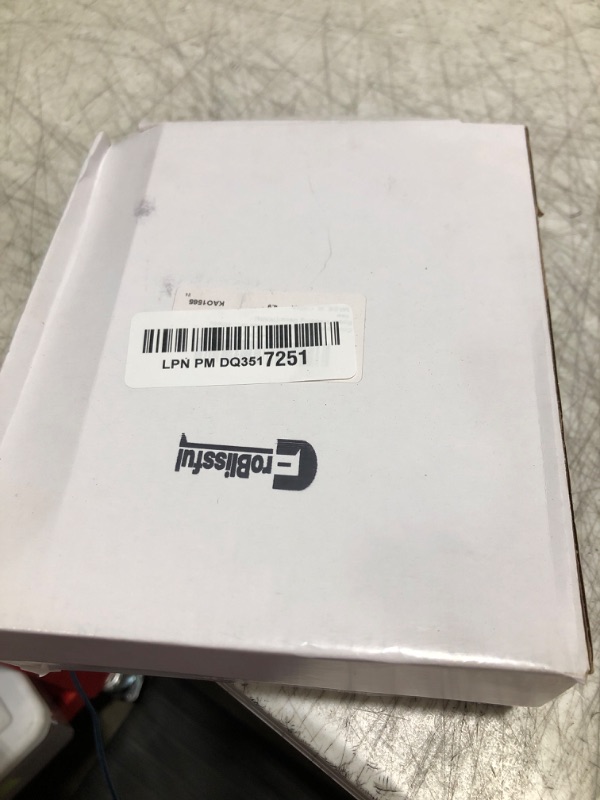 KAO1566
LPN PM DQ3517251
EroBlissful